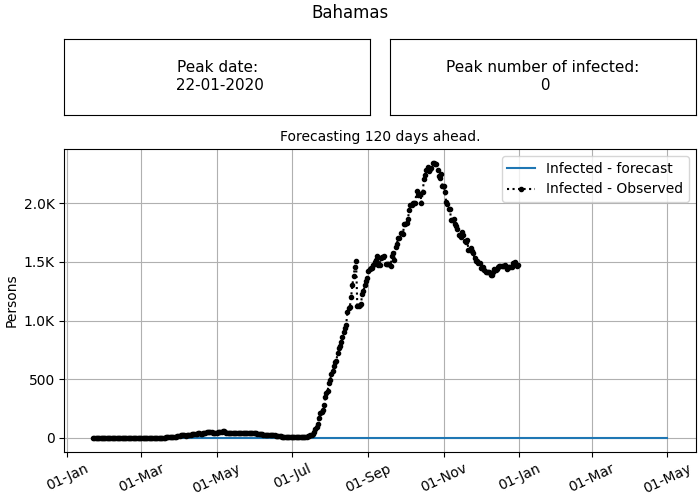 Bahamas
Peak date:
22-01-2020
Peak number of infected:
0
Forecasting 120 days ahead.
Infected - forecast
Infected - Observed
Persons
2.0K
1.5K
1.0K
500
0
01-Jan
01-Mar
01-May
01-Jul
01-Sep
01-Nov
01-Jan
01-Mar
01-May